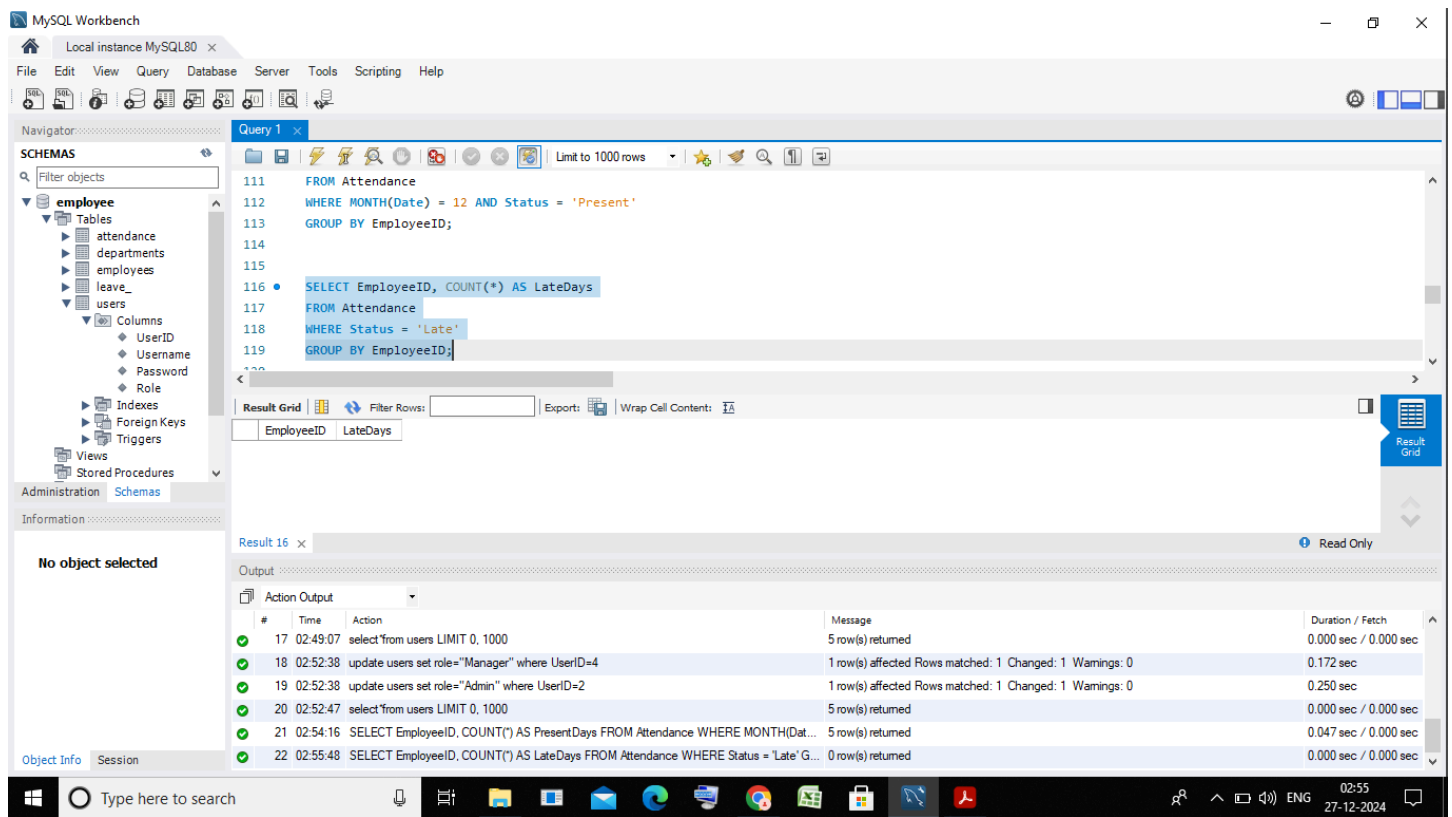 MySQL Workbench
Local instance MySQL80
File Edit View Query Database Server Tools Scripting Help
Navigator
SCHEMAS
Filter objects
employee
Tables
attendance
departments
employees
leave_
users
Columns
UserID
Username
Password
Role
Indexes
Foreign Keys
Triggers
Views
Stored Procedures
Administration Schemas
Information
No object selected
Object Info Session
Query 1
Limit to 1000 rows
111 FROM Attendance
112 WHERE MONTH(Date) = 12 AND Status = 'Present'
113 GROUP BY EmployeeID;
114
115
116 SELECT EmployeeID, COUNT(*) AS LateDays
117 FROM Attendance
118 WHERE Status = 'Late'
119 GROUP BY EmployeeID;
Result Grid Filter Rows: Export: Wrap Cell Content:
EmployeeID LateDays
Result Grid
Result 16 Read Only
Output
Action Output
# Time Action Message Duration / Fetch
17 02:49:07 select*from users LIMIT 0, 1000 5 row(s) returned 0.000 sec / 0.000 sec
18 02:52:38 update users set role="Manager" where UserID=4 1 row(s) affected Rows matched: 1 Changed: 1 Warnings: 0 0.172 sec
19 02:52:38 update users set role="Admin" where UserID=2 1 row(s) affected Rows matched: 1 Changed: 1 Warnings: 0 0.250 sec
20 02:52:47 select*from users LIMIT 0, 1000 5 row(s) returned 0.000 sec / 0.000 sec
21 02:54:16 SELECT EmployeeID, COUNT(*) AS PresentDays FROM Attendance WHERE MONTH(Dat... 5 row(s) returned 0.047 sec / 0.000 sec
22 02:55:48 SELECT EmployeeID, COUNT(*) AS LateDays FROM Attendance WHERE Status = 'Late' G... 0 row(s) returned 0.000 sec / 0.000 sec
Type here to search
ENG
02:55
27-12-2024